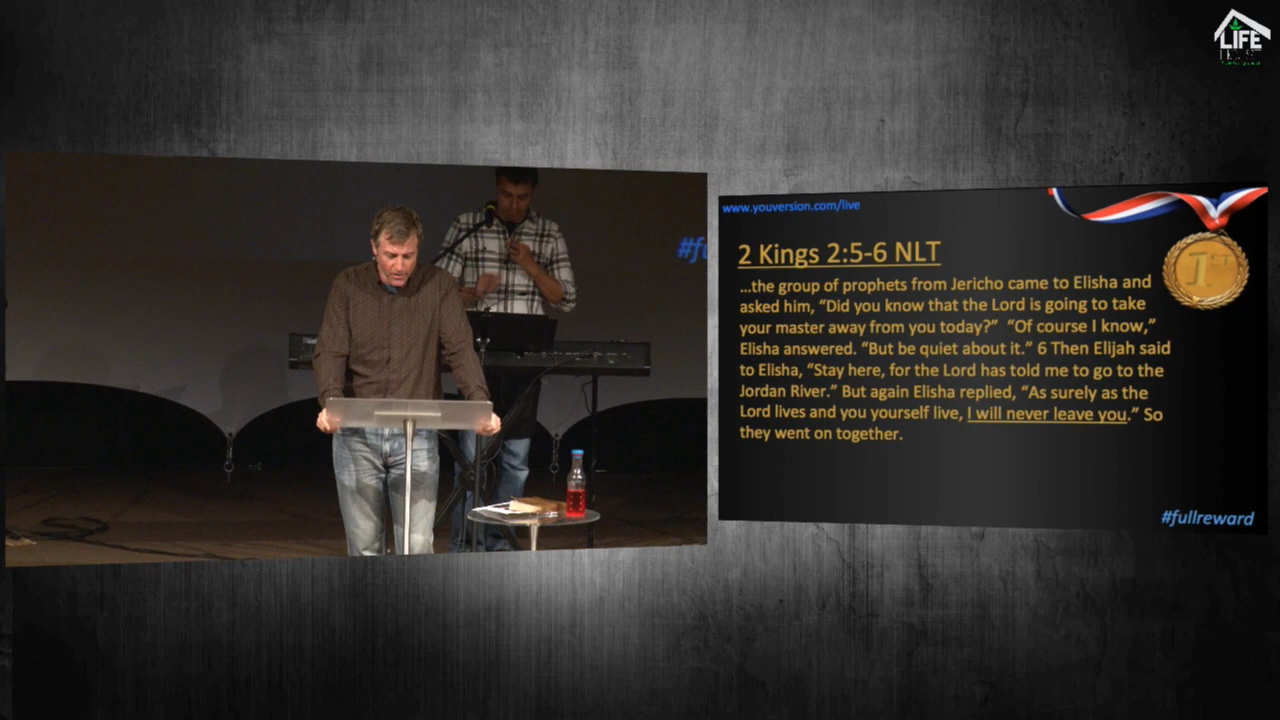 LIFE
www.youversion.com/live
#fu
2 Kings 2:5-6 NLT
…the group of prophets from Jericho came to Elisha and
asked him, “Did you know that the Lord is going to take
your master away from you today?”  “Of course I know,”
Elisha answered. “But be quiet about it.” 6 Then Elijah said
to Elisha, “Stay here, for the Lord has told me to go to the
Jordan River.” But again Elisha replied, “As surely as the
Lord lives and you yourself live, I will never leave you.” So
they went on together.
1ST
#fullreward